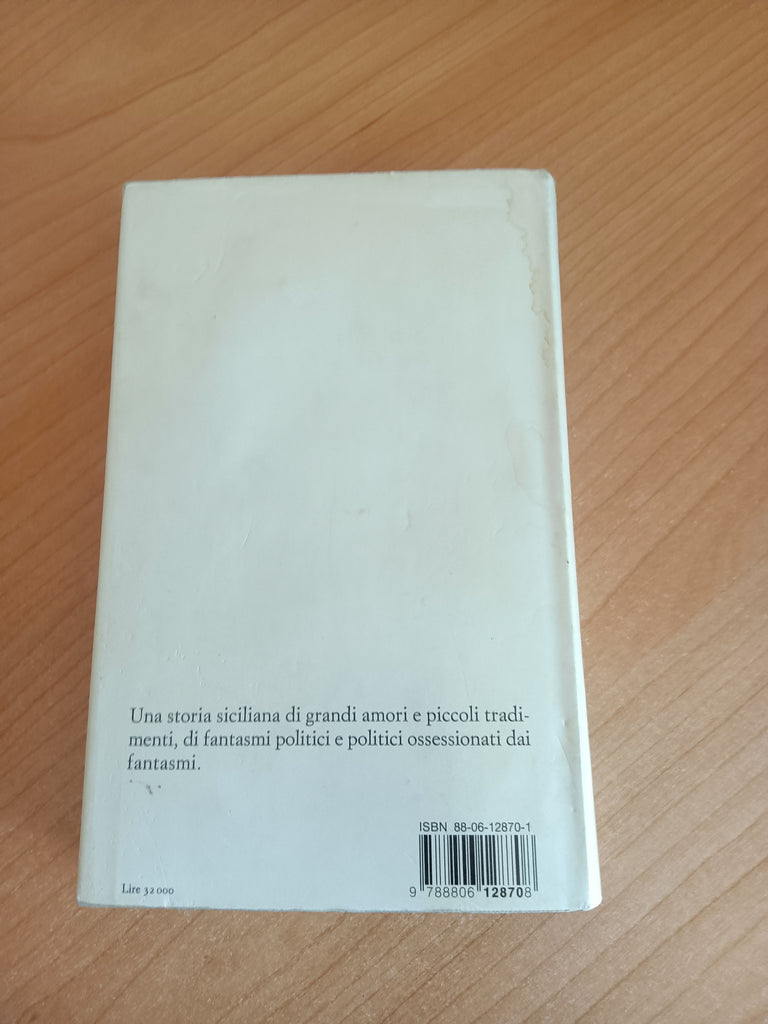 Una storia siciliana di grandi amori e piccoli tradi-
menti, di fantasmi politici e politici ossessionati dai
fantasmi.
ISBN 88-06-12870-1
9 788806 128708
Lire 32 000